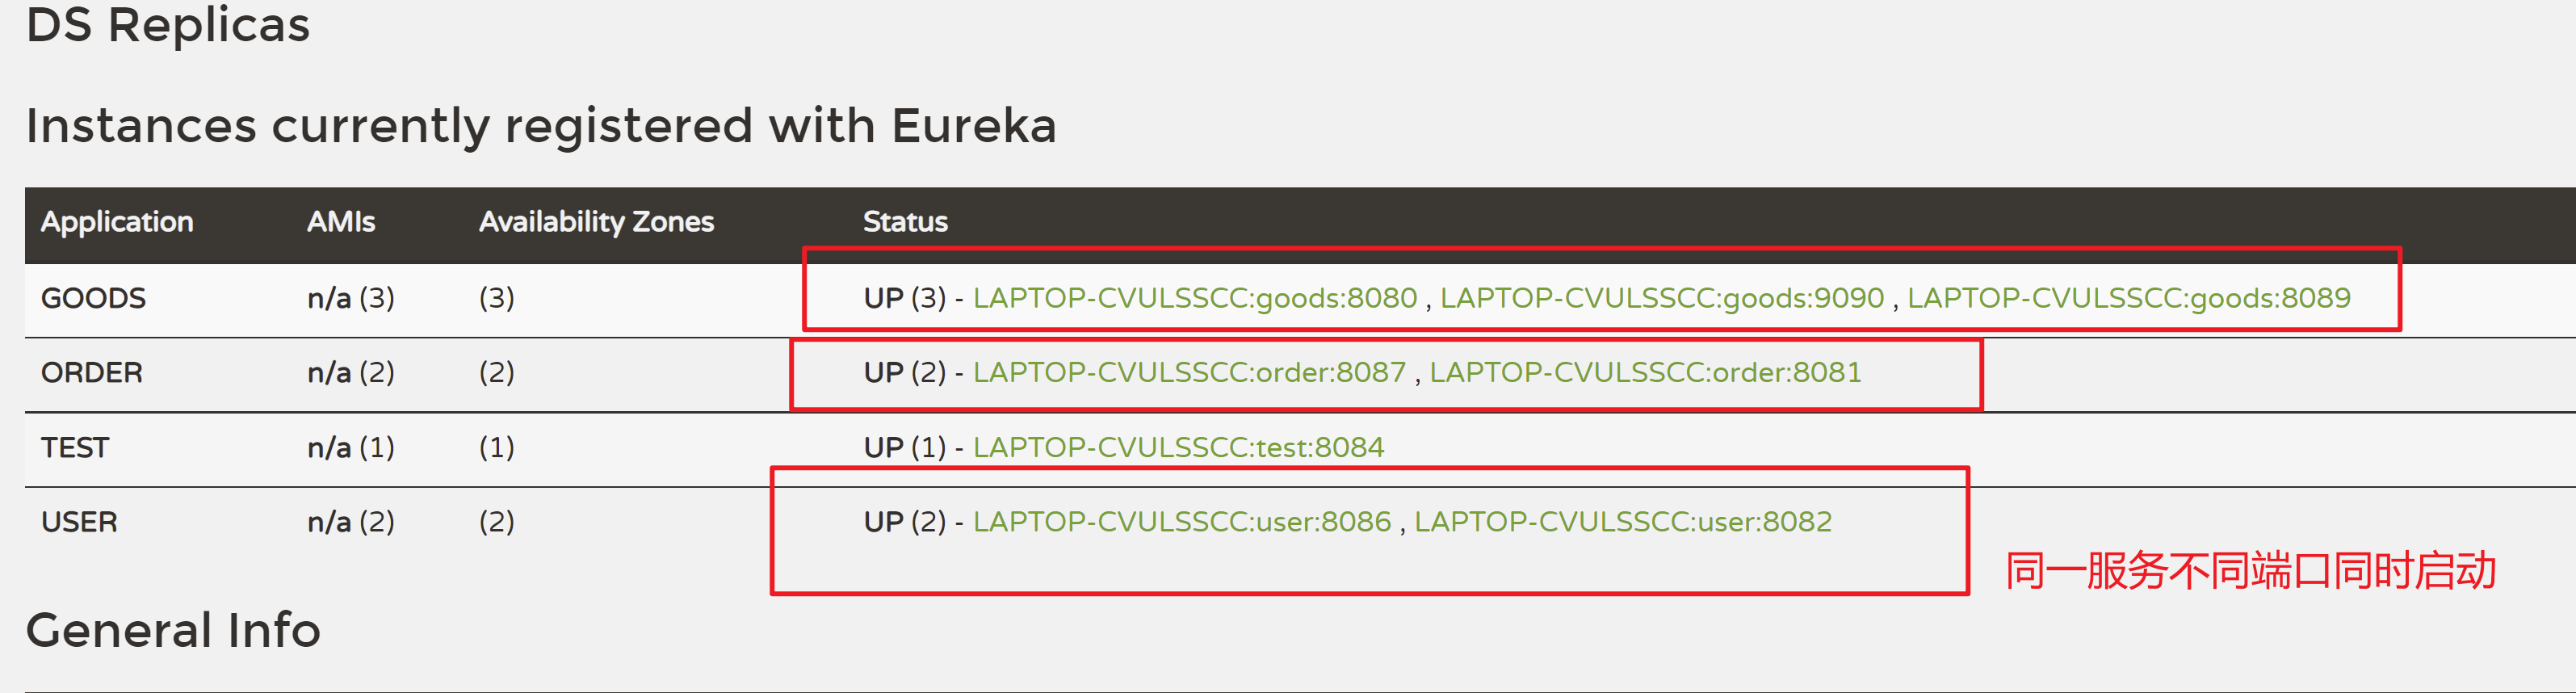 DS Replicas
Instances currently registered with Eureka
Application AMIs Availability Zones Status
GOODS n/a (3) (3) UP (3) - LAPTOP-CVULSSCC:goods:8080 , LAPTOP-CVULSSCC:goods:9090 , LAPTOP-CVULSSCC:goods:8089
ORDER n/a (2) (2) UP (2) - LAPTOP-CVULSSCC:order:8087 , LAPTOP-CVULSSCC:order:8081
TEST n/a (1) (1) UP (1) - LAPTOP-CVULSSCC:test:8084
USER n/a (2) (2) UP (2) - LAPTOP-CVULSSCC:user:8086 , LAPTOP-CVULSSCC:user:8082
同一服务不同端口同时启动
General Info